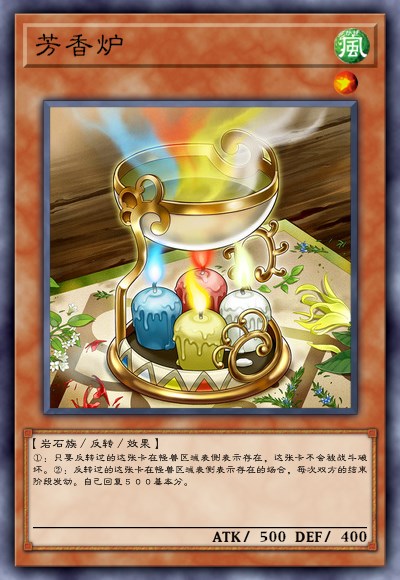 芳香炉
風
【岩石族／反转／效果】
①：只要反转过的这张卡在怪兽区域表侧表示存在，这张卡不会被战斗破
坏。②：反转过的这张卡在怪兽区域表侧表示存在的场合，每次双方的结束
阶段发动。自己回复５００基本分。
ATK/ 500 DEF/ 400